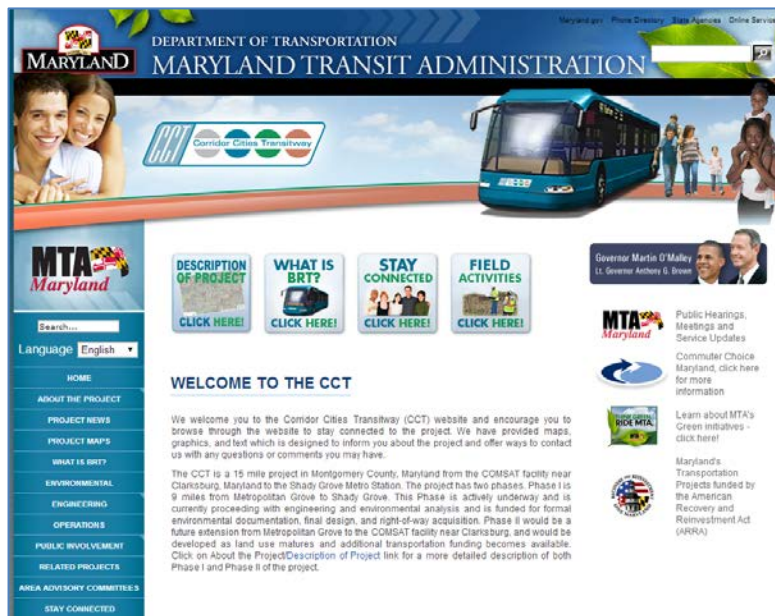 Maryland.gov Phone Directory State Agencies Online Service
MARYLAND
DEPARTMENT OF TRANSPORTATION
MARYLAND TRANSIT ADMINISTRATION
CCT Corridor Cities Transitway
MTA
Maryland
Search...
Language English
HOME
ABOUT THE PROJECT
PROJECT NEWS
PROJECT MAPS
WHAT IS BRT?
ENVIRONMENTAL
ENGINEERING
OPERATIONS
PUBLIC INVOLVEMENT
RELATED PROJECTS
AREA ADVISORY COMMITTEES
STAY CONNECTED
DESCRIPTION
OF PROJECT
CLICK HERE!
WHAT IS
BRT?
CLICK HERE!
STAY
CONNECTED
CLICK HERE!
FIELD
ACTIVITIES
CLICK HERE!
WELCOME TO THE CCT
We welcome you to the Corridor Cities Transitway (CCT) website and encourage you to
browse through the website to stay connected to the project. We have provided maps,
graphics, and text which is designed to inform you about the project and offer ways to contact
us with any questions or comments you may have.
The CCT is a 15 mile project in Montgomery County, Maryland from the COMSAT facility near
Clarksburg, Maryland to the Shady Grove Metro Station. The project has two phases. Phase I is
9 miles from Metropolitan Grove to Shady Grove. This Phase is actively underway and is
currently proceeding with engineering and environmental analysis and is funded for formal
environmental documentation, final design, and right-of-way acquisition. Phase II would be a
future extension from Metropolitan Grove to the COMSAT facility near Clarksburg, and would be
developed as land use matures and additional transportation funding becomes available.
Click on About the Project/Description of Project link for a more detailed description of both
Phase I and Phase II of the project.
Governor Martin O'Malley
Lt. Governor Anthony G. Brown
MTA
Maryland
Public Hearings,
Meetings and
Service Updates
Commuter Choice
Maryland, click here
for more
information
RIDE MTA.
Learn about MTA's
Green initiatives -
click here!
Maryland's
Transportation
Projects funded by
the American
Recovery and
Reinvestment Act
(ARRA)